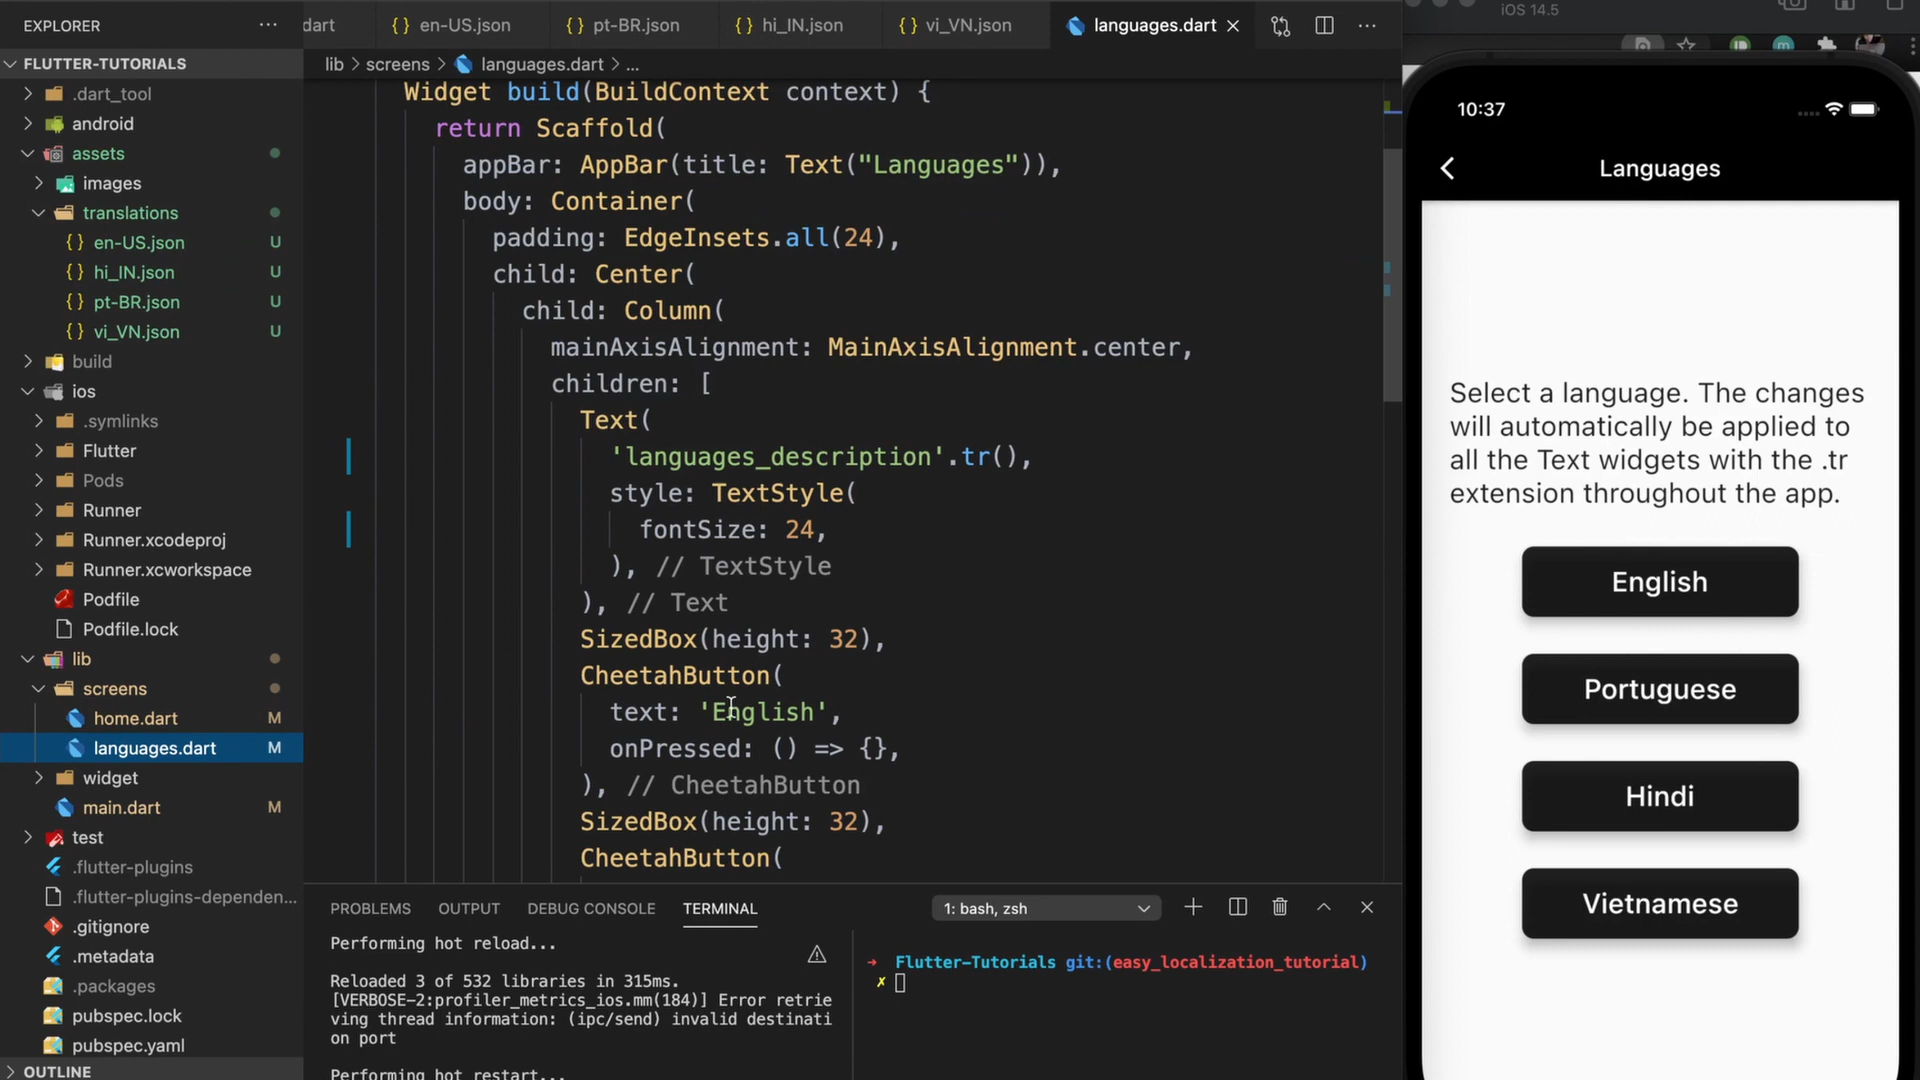 EXPLORER
FLUTTER-TUTORIALS
.dart_tool
android
assets
images
translations
en-US.json U
hi_IN.json U
pt-BR.json U
vi_VN.json U
build
ios
.symlinks
Flutter
Pods
Runner
Runner.xcodeproj
Runner.xcworkspace
Podfile
Podfile.lock
lib
screens
home.dart M
languages.dart M
widget
main.dart M
test
.flutter-plugins
.flutter-plugins-dependen...
.gitignore
.metadata
.packages
pubspec.lock
pubspec.yaml
OUTLINE
dart
en-US.json
pt-BR.json
hi_IN.json
vi_VN.json
languages.dart
lib > screens > languages.dart > ...
Widget build(BuildContext context) {
return Scaffold(
appBar: AppBar(title: Text("Languages")),
body: Container(
padding: EdgeInsets.all(24),
child: Center(
child: Column(
mainAxisAlignment: MainAxisAlignment.center,
children: [
Text(
'languages_description'.tr(),
style: TextStyle(
fontSize: 24,
), // TextStyle
), // Text
SizedBox(height: 32),
CheetahButton(
text: 'English',
onPressed: () => {},
), // CheetahButton
SizedBox(height: 32),
CheetahButton(
PROBLEMS OUTPUT DEBUG CONSOLE TERMINAL
1: bash, zsh
Performing hot reload...
Reloaded 3 of 532 libraries in 315ms.
[VERBOSE-2:profiler_metrics_ios.mm(184)] Error retrie
ving thread information: (ipc/send) invalid destinati
on port
Performing hot restart...
→ Flutter-Tutorials git:(easy_localization_tutorial)
✗
iOS 14.5
10:37
Languages
Select a language. The changes
will automatically be applied to
all the Text widgets with the .tr
extension throughout the app.
English
Portuguese
Hindi
Vietnamese